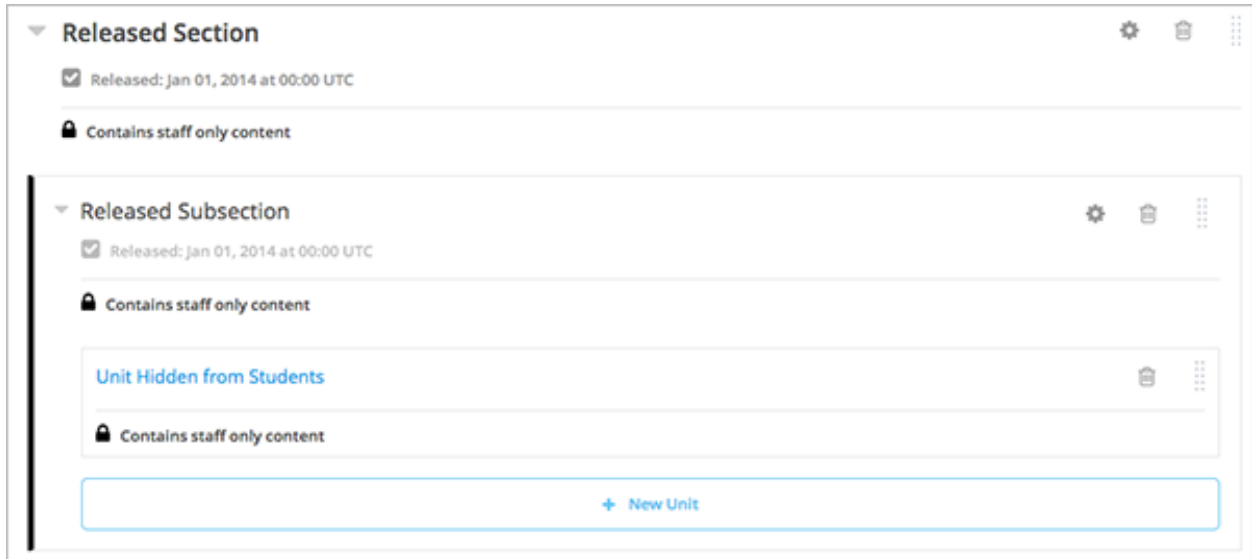 Released Section
Released: Jan 01, 2014 at 00:00 UTC
Contains staff only content
Released Subsection
Released: Jan 01, 2014 at 00:00 UTC
Contains staff only content
Unit Hidden from Students
Contains staff only content
+ New Unit